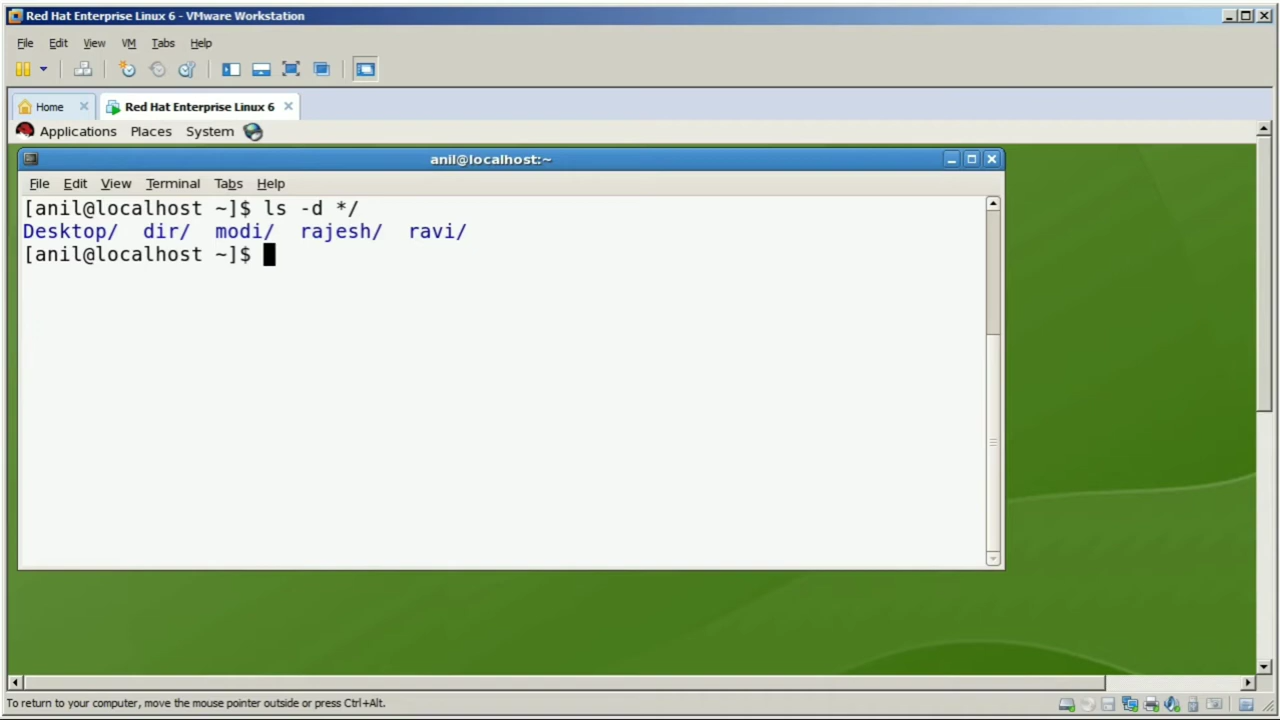 Red Hat Enterprise Linux 6 - VMware Workstation
File Edit View VM Tabs Help
Home Red Hat Enterprise Linux 6
Applications Places System
anil@localhost:~
File Edit View Terminal Tabs Help
[anil@localhost ~]$ ls -d */
Desktop/ dir/ modi/ rajesh/ ravi/
[anil@localhost ~]$
To return to your computer, move the mouse pointer outside or press Ctrl+Alt.